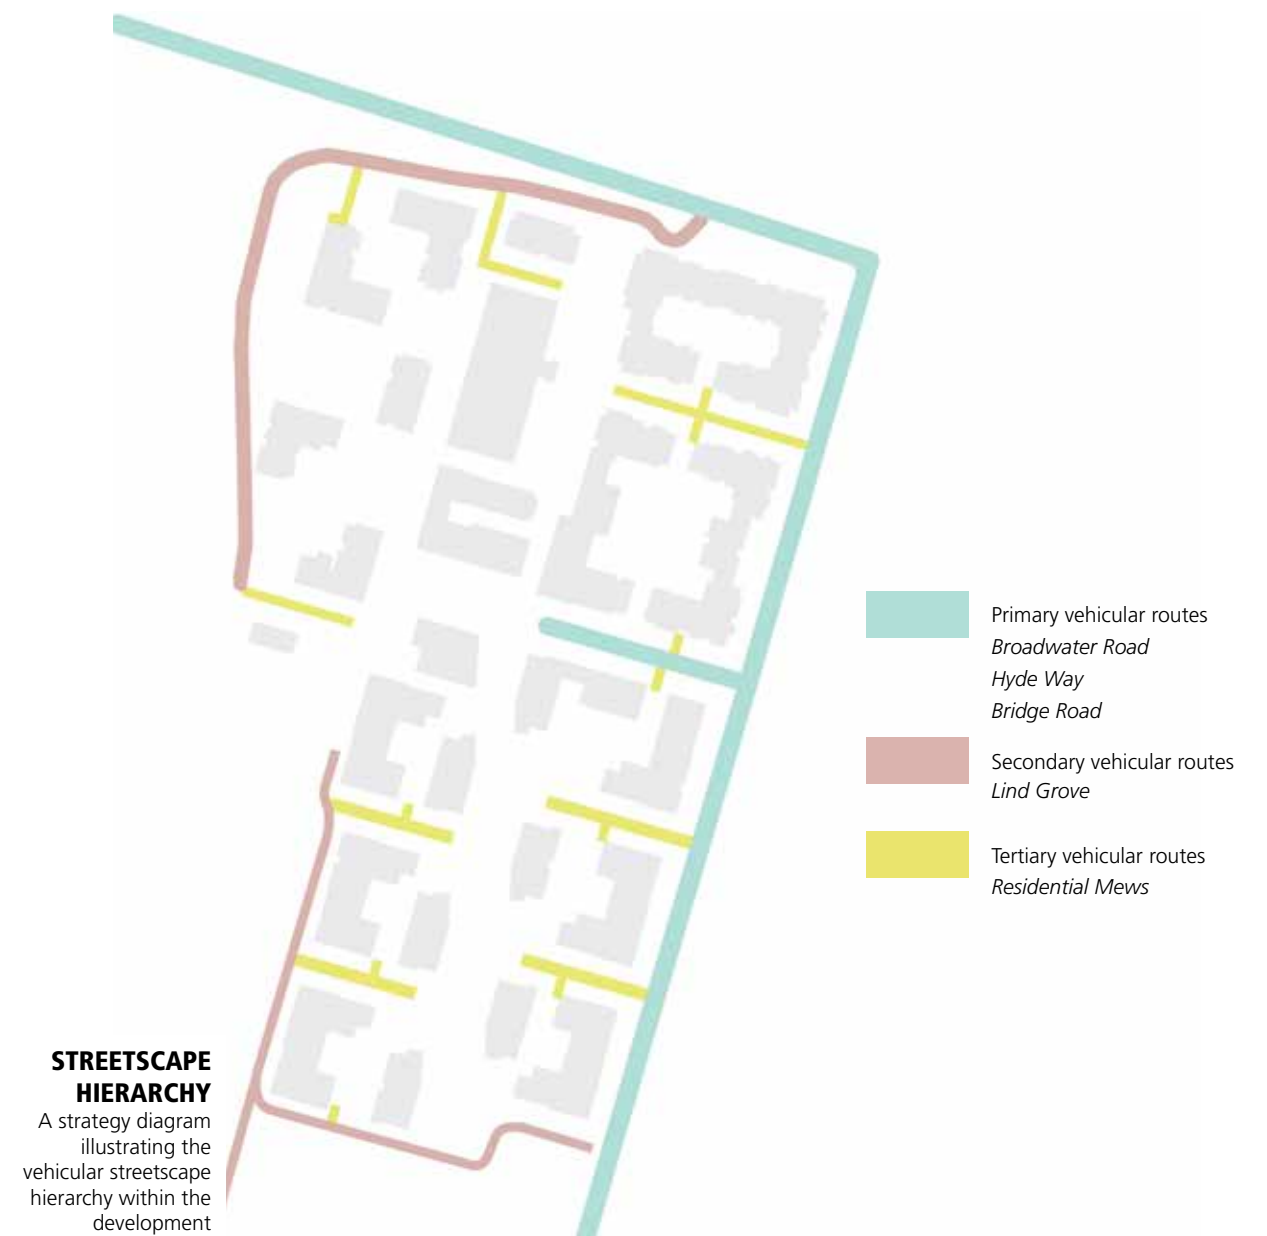 Primary vehicular routes
Broadwater Road
Hyde Way
Bridge Road
Secondary vehicular routes
Lind Grove
Tertiary vehicular routes
Residential Mews
STREETSCAPE
HIERARCHY
A strategy diagram
illustrating the
vehicular streetscape
hierarchy within the
development